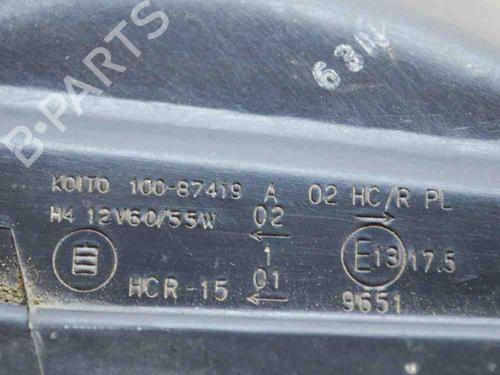 B-PARTS
63N
KOITO 100-87419 A 02 HC/R PL
H4 12V60/55W 02
1
E13 17.5
HCR-15 01
9651